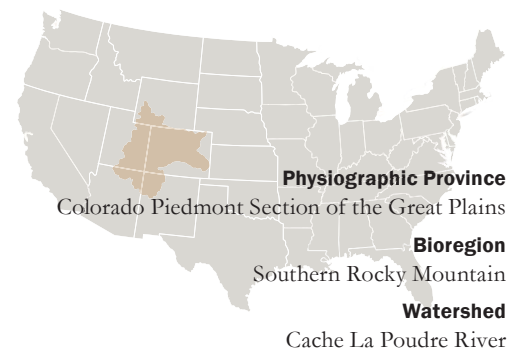 Physiographic Province
Colorado Piedmont Section of the Great Plains
Bioregion
Southern Rocky Mountain
Watershed
Cache La Poudre River